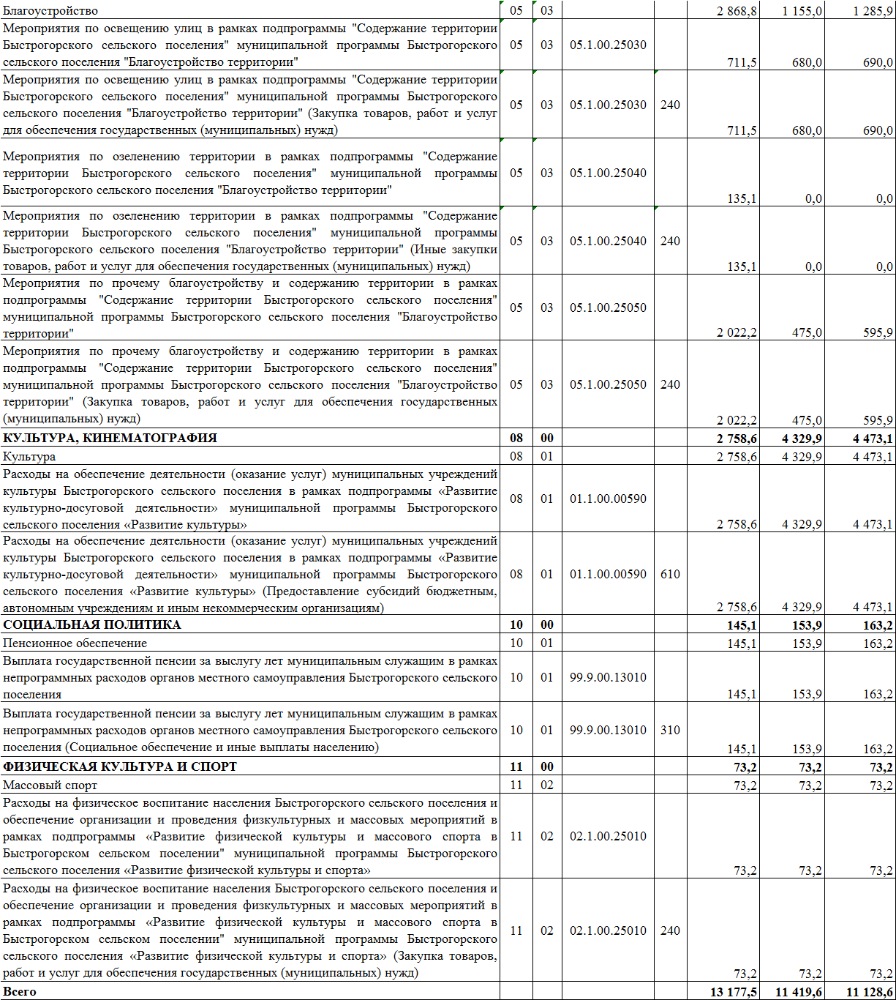 Благоустройство 05 03 2 868,8 1 155,0 1 285,9
Мероприятия по освещению улиц в рамках подпрограммы "Содержание территории
Быстрогорского сельского поселения" муниципальной программы Быстрогорского 05 03 05.1.00.25030
сельского поселения "Благоустройство территории" 711,5 680,0 690,0
Мероприятия по освещению улиц в рамках подпрограммы "Содержание территории
Быстрогорского сельского поселения" муниципальной программы Быстрогорского
сельского поселения "Благоустройство территории" (Закупка товаров, работ и услуг 05 03 05.1.00.25030 240
для обеспечения государственных (муниципальных) нужд) 711,5 680,0 690,0
Мероприятия по озеленению территории в рамках подпрограммы "Содержание
территории Быстрогорского сельского поселения" муниципальной программы 05 03 05.1.00.25040
Быстрогорского сельского поселения "Благоустройство территории" 135,1 0,0 0,0
Мероприятия по озеленению территории в рамках подпрограммы "Содержание
территории Быстрогорского сельского поселения" муниципальной программы
Быстрогорского сельского поселения "Благоустройство территории" (Иные закупки 05 03 05.1.00.25040 240
товаров, работ и услуг для обеспечения государственных (муниципальных) нужд) 135,1 0,0 0,0
Мероприятия по прочему благоустройству и содержанию территории в рамках
подпрограммы "Содержание территории Быстрогорского сельского поселения" 05 03 05.1.00.25050
муниципальной программы Быстрогорского сельского поселения "Благоустройство
территории" 2 022,2 475,0 595,9
Мероприятия по прочему благоустройству и содержанию территории в рамках
подпрограммы "Содержание территории Быстрогорского сельского поселения"
муниципальной программы Быстрогорского сельского поселения "Благоустройство 05 03 05.1.00.25050 240
территории" (Закупка товаров, работ и услуг для обеспечения государственных
(муниципальных) нужд) 2 022,2 475,0 595,9
КУЛЬТУРА, КИНЕМАТОГРАФИЯ 08 00 2 758,6 4 329,9 4 473,1
Культура 08 01 2 758,6 4 329,9 4 473,1
Расходы на обеспечение деятельности (оказание услуг) муниципальных учреждений
культуры Быстрогорского сельского поселения в рамках подпрограммы «Развитие 08 01 01.1.00.00590
культурно-досуговой деятельности» муниципальной программы Быстрогорского
сельского поселения «Развитие культуры» 2 758,6 4 329,9 4 473,1
Расходы на обеспечение деятельности (оказание услуг) муниципальных учреждений
культуры Быстрогорского сельского поселения в рамках подпрограммы «Развитие
культурно-досуговой деятельности» муниципальной программы Быстрогорского 08 01 01.1.00.00590 610
сельского поселения «Развитие культуры» (Предоставление субсидий бюджетным,
автономным учреждениям и иным некоммерческим организациям) 2 758,6 4 329,9 4 473,1
СОЦИАЛЬНАЯ ПОЛИТИКА 10 00 145,1 153,9 163,2
Пенсионное обеспечение 10 01 145,1 153,9 163,2
Выплата государственной пенсии за выслугу лет муниципальным служащим в рамках
непрограммных расходов органов местного самоуправления Быстрогорского сельского 10 01 99.9.00.13010
поселения 145,1 153,9 163,2
Выплата государственной пенсии за выслугу лет муниципальным служащим в рамках
непрограммных расходов органов местного самоуправления Быстрогорского сельского 10 01 99.9.00.13010 310
поселения (Социальное обеспечение и иные выплаты населению) 145,1 153,9 163,2
ФИЗИЧЕСКАЯ КУЛЬТУРА И СПОРТ 11 00 73,2 73,2 73,2
Массовый спорт 11 02 73,2 73,2 73,2
Расходы на физическое воспитание населения Быстрогорского сельского поселения и
обеспечение организации и проведения физкультурных и массовых мероприятий в
рамках подпрограммы «Развитие физической культуры и массового спорта в 11 02 02.1.00.25010
Быстрогорском сельском поселении" муниципальной программы Быстрогорского
сельского поселения «Развитие физической культуры и спорта» 73,2 73,2 73,2
Расходы на физическое воспитание населения Быстрогорского сельского поселения и
обеспечение организации и проведения физкультурных и массовых мероприятий в
рамках подпрограммы «Развитие физической культуры и массового спорта в 11 02 02.1.00.25010 240
Быстрогорском сельском поселении" муниципальной программы Быстрогорского
сельского поселения «Развитие физической культуры и спорта» (Закупка товаров,
работ и услуг для обеспечения государственных (муниципальных) нужд) 73,2 73,2 73,2
Всего 13 177,5 11 419,6 11 128,6